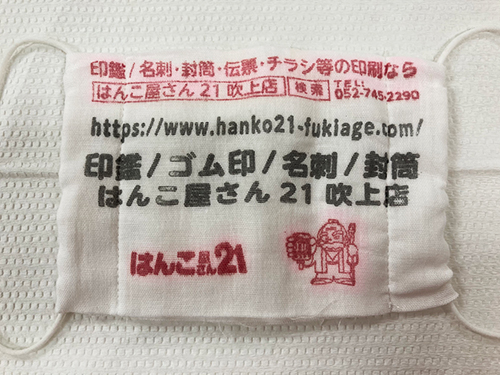 印鑑/名刺・封筒・伝票・チラシ等の印刷なら
はんこ屋さん21吹上店 検索 TEL. 052-745-2290
https://www.hanko21-fukiage.com/
印鑑/ゴム印/名刺/封筒
はんこ屋さん21吹上店
はんこ屋さん21